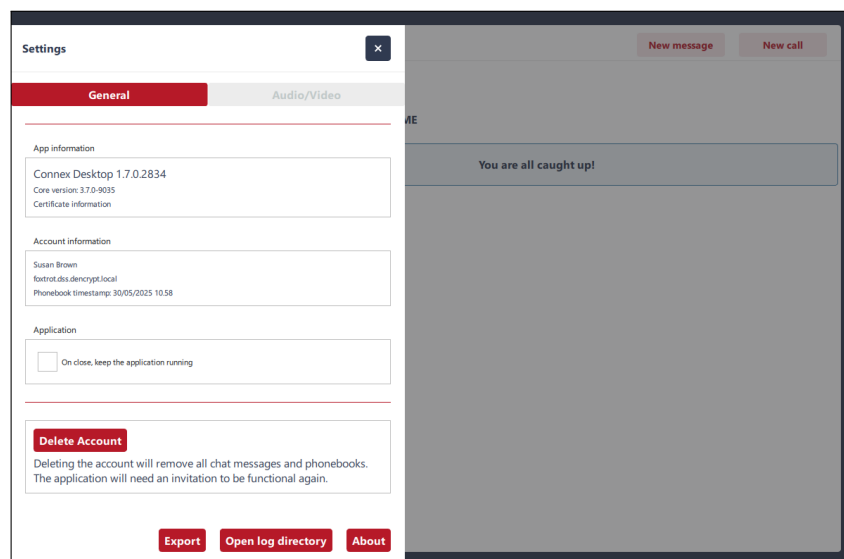 Settings
×
New message
New call
General
Audio/Video
ME
App information
You are all caught up!
Connex Desktop 1.7.0.2834
Core version: 3.7.0-9035
Certificate information
Account information
Susan Brown
foxtrot.dss.dencrypt.local
Phonebook timestamp: 30/05/2025 10.58
Application
On close, keep the application running
Delete Account
Deleting the account will remove all chat messages and phonebooks.
The application will need an invitation to be functional again.
Export
Open log directory
About